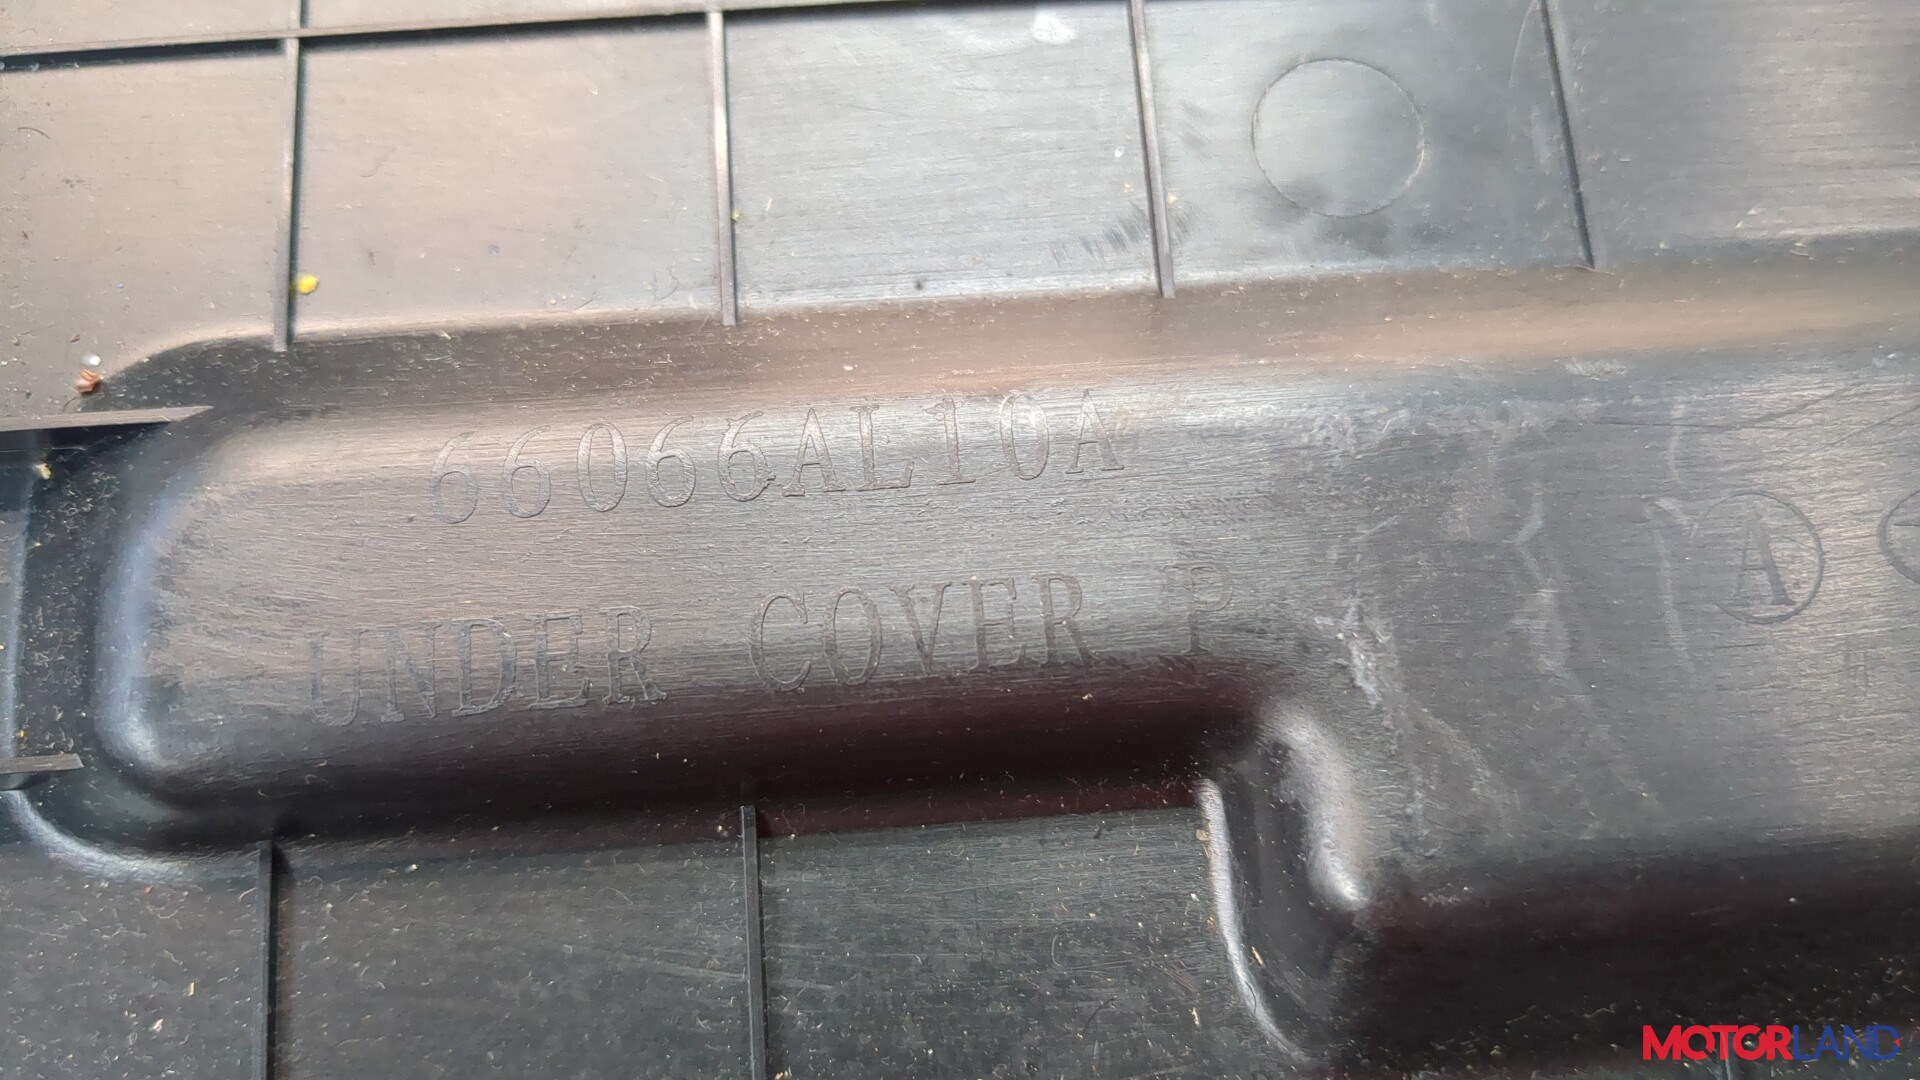 66066AL10A
UNDER COVER P
A
MOTORLAND